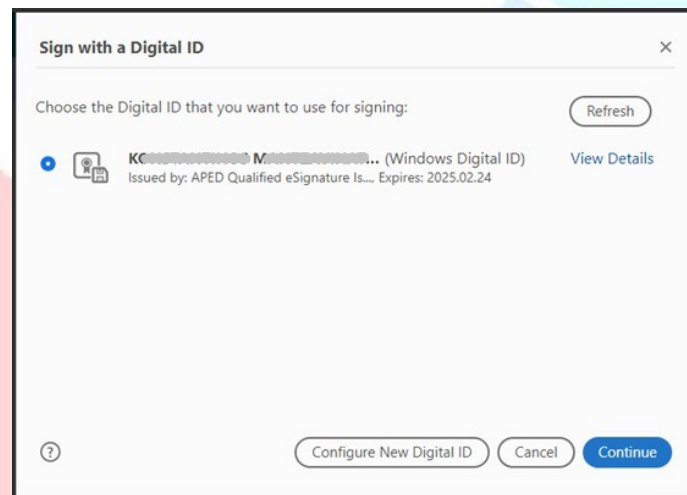 Sign with a Digital ID
Choose the Digital ID that you want to use for signing:
Refresh
(Windows Digital ID)
View Details
Issued by: APED Qualified eSignature Is..., Expires: 2025.02.24
Configure New Digital ID
Cancel
Continue